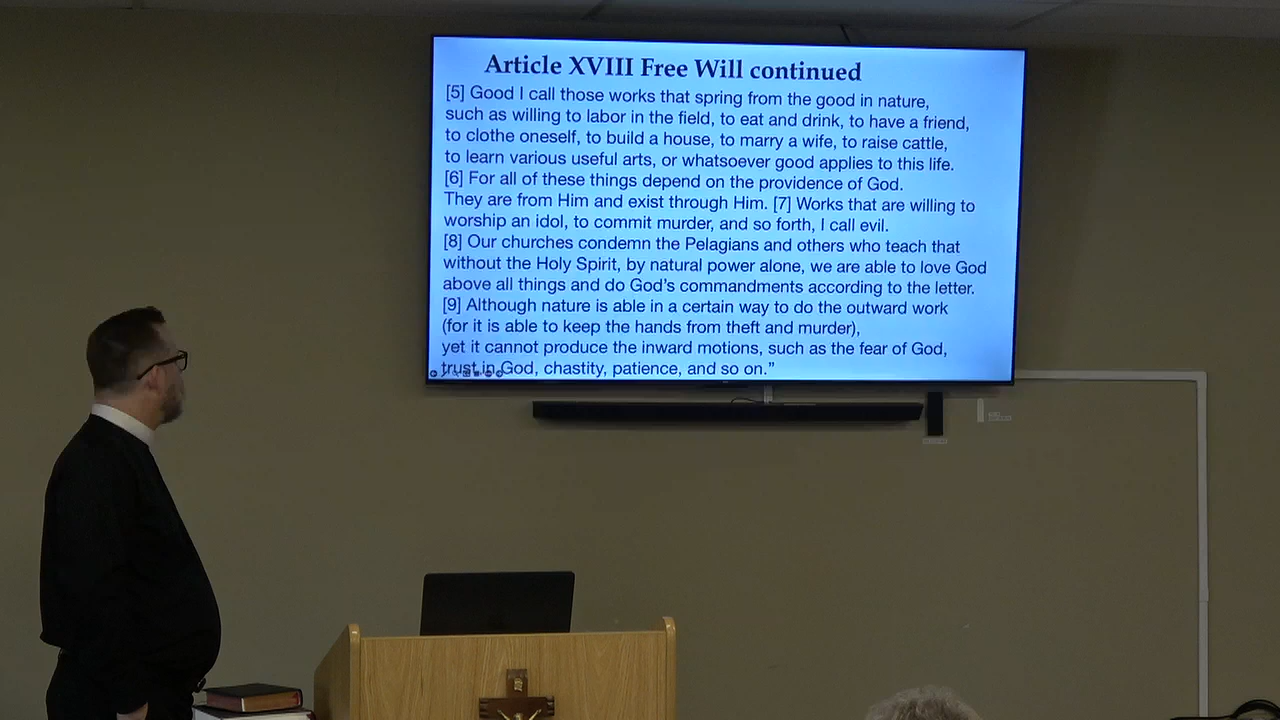 Article XVIII Free Will continued
[5] Good I call those works that spring from the good in nature,
such as willing to labor in the field, to eat and drink, to have a friend,
to clothe oneself, to build a house, to marry a wife, to raise cattle,
to learn various useful arts, or whatsoever good applies to this life.
[6] For all of these things depend on the providence of God.
They are from Him and exist through Him. [7] Works that are willing to
worship an idol, to commit murder, and so forth, I call evil.
[8] Our churches condemn the Pelagians and others who teach that
without the Holy Spirit, by natural power alone, we are able to love God
above all things and do God's commandments according to the letter.
[9] Although nature is able in a certain way to do the outward work
(for it is able to keep the hands from theft and murder),
yet it cannot produce the inward motions, such as the fear of God,
trust in God, chastity, patience, and so on.”